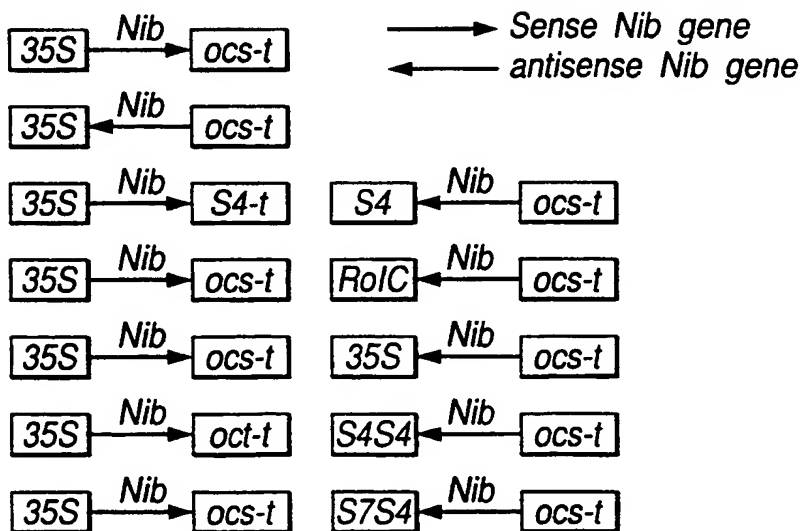 Nib
35S ocs-t
Sense Nib gene
antisense Nib gene
Nib
35S ocs-t
Nib Nib
35S S4-t S4 ocs-t
Nib Nib
35S ocs-t RolC ocs-t
Nib Nib
35S ocs-t 35S ocs-t
Nib Nib
35S oct-t S4S4 ocs-t
Nib Nib
35S ocs-t S7S4 ocs-t